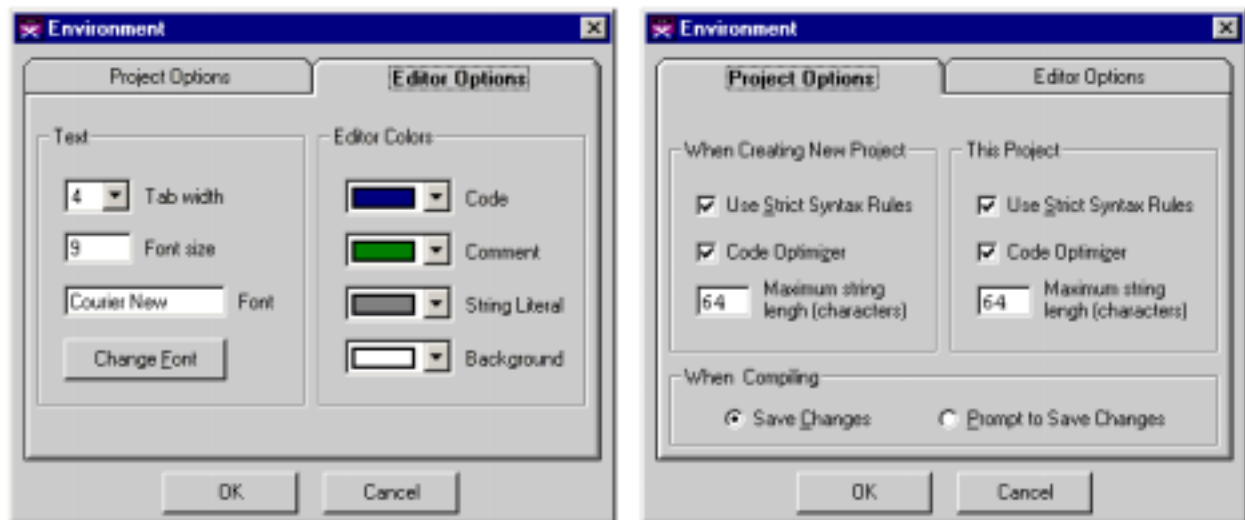 Environment
Project Options
Editor Options
Text
4 Tab width
9 Font size
Courier New Font
Change Font
Editor Colors
Code
Comment
String Literal
Background
OK
Cancel
Environment
Project Options
Editor Options
When Creating New Project
Use Strict Syntax Rules
Code Optimizer
64 Maximum string
lengh (characters)
This Project
Use Strict Syntax Rules
Code Optimizer
64 Maximum string
lengh (characters)
When Compiling
Save Changes
Prompt to Save Changes
OK
Cancel